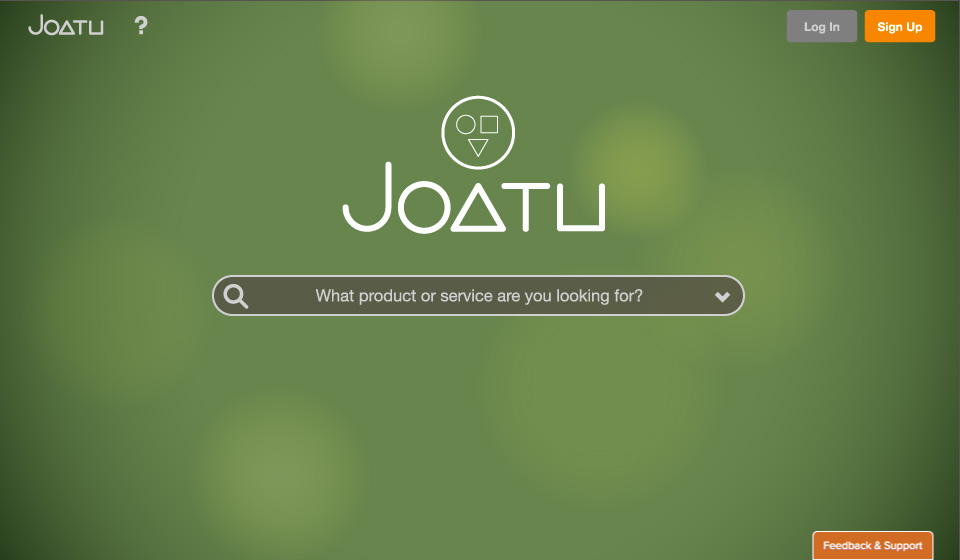 JOATU ?
Log In
Sign Up
JOATU
What product or service are you looking for?
Feedback & Support